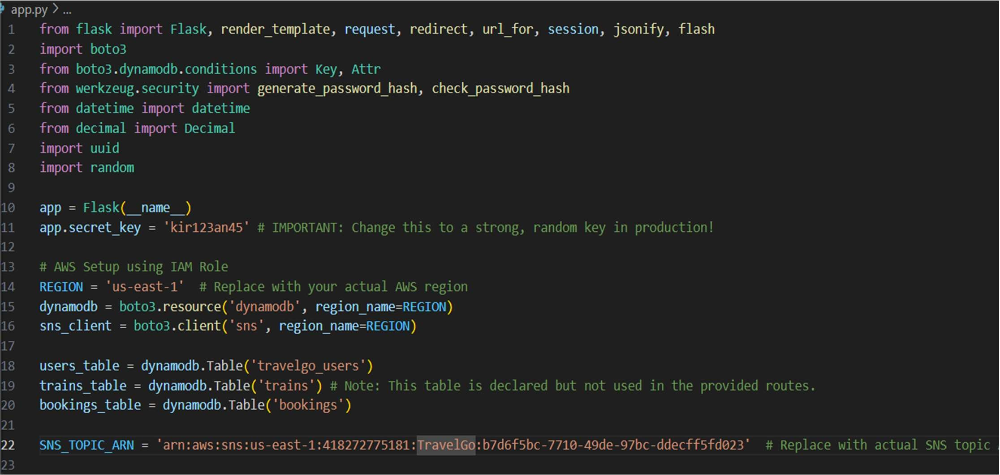 app.py > ...
1 from flask import Flask, render_template, request, redirect, url_for, session, jsonify, flash
2 import boto3
3 from boto3.dynamodb.conditions import Key, Attr
4 from werkzeug.security import generate_password_hash, check_password_hash
5 from datetime import datetime
6 from decimal import Decimal
7 import uuid
8 import random
9
10 app = Flask(__name__)
11 app.secret_key = 'kir123an45' # IMPORTANT: Change this to a strong, random key in production!
12
13 # AWS Setup using IAM Role
14 REGION = 'us-east-1'  # Replace with your actual AWS region
15 dynamodb = boto3.resource('dynamodb', region_name=REGION)
16 sns_client = boto3.client('sns', region_name=REGION)
17
18 users_table = dynamodb.Table('travelgo_users')
19 trains_table = dynamodb.Table('trains') # Note: This table is declared but not used in the provided routes.
20 bookings_table = dynamodb.Table('bookings')
21
22 SNS_TOPIC_ARN = 'arn:aws:sns:us-east-1:418272775181:TravelGo:b7d6f5bc-7710-49de-97bc-ddecff5fd023'  # Replace with actual SNS topic
23